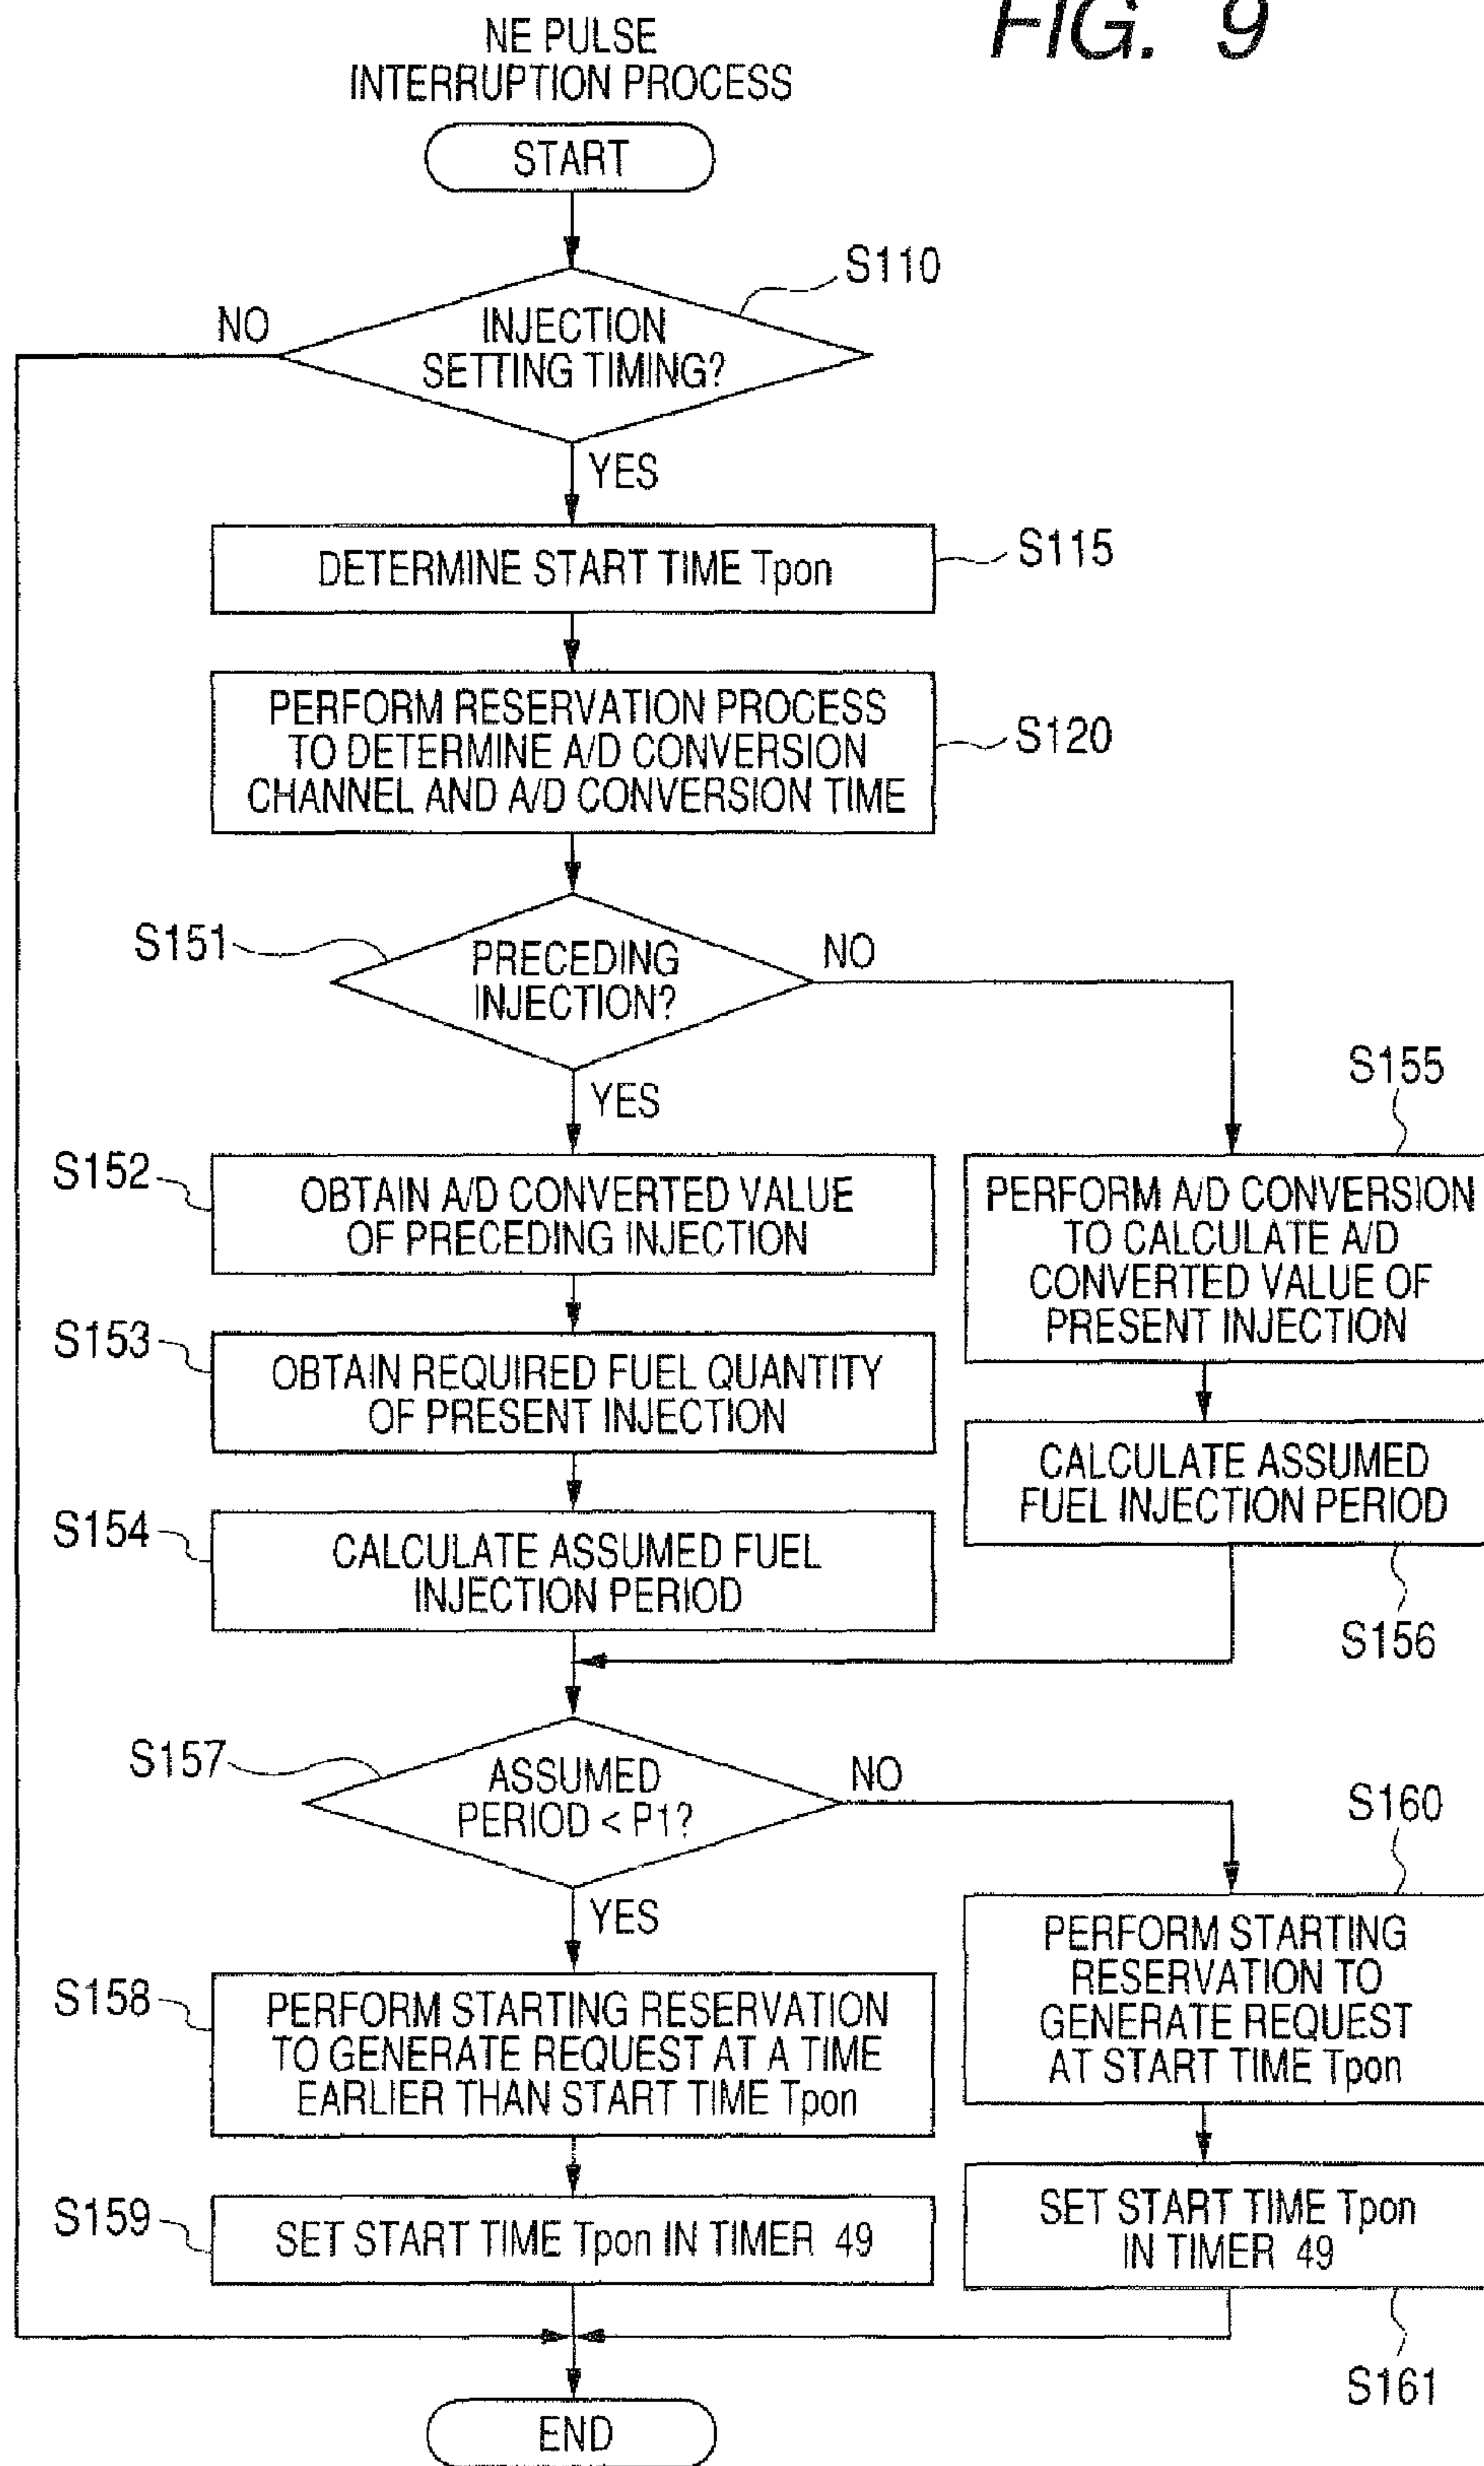 FIG. 9
NE PULSE
INTERRUPTION PROCESS
START
S110
NO
INJECTION
SETTING TIMING?
YES
DETERMINE START TIME Tpon
S115
PERFORM RESERVATION PROCESS
TO DETERMINE A/D CONVERSION
CHANNEL AND A/D CONVERSION TIME
S120
S151
PRECEDING
INJECTION?
NO
YES
S155
S152
OBTAIN A/D CONVERTED VALUE
OF PRECEDING INJECTION
PERFORM A/D CONVERSION
TO CALCULATE A/D
CONVERTED VALUE OF
PRESENT INJECTION
S153
OBTAIN REQUIRED FUEL QUANTITY
OF PRESENT INJECTION
CALCULATE ASSUMED
FUEL INJECTION PERIOD
S154
CALCULATE ASSUMED FUEL
INJECTION PERIOD
S156
S157
ASSUMED
PERIOD < P1?
NO
YES
S160
S158
PERFORM STARTING RESERVATION
TO GENERATE REQUEST AT A TIME
EARLIER THAN START TIME Tpon
PERFORM STARTING
RESERVATION TO
GENERATE REQUEST
AT START TIME Tpon
S159
SET START TIME Tpon IN TIMER 49
SET START TIME Tpon
IN TIMER 49
S161
END